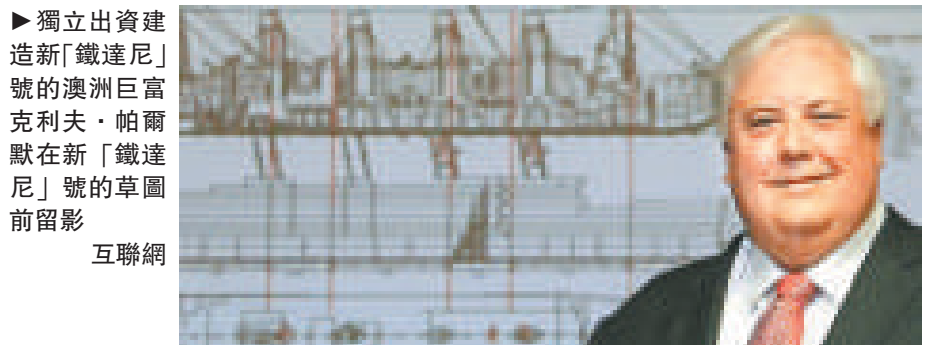 ▶獨立出資建
造新「鐵達尼」
號的澳洲巨富
克利夫・帕爾
默在新「鐵達
尼」號的草圖
前留影
互聯網